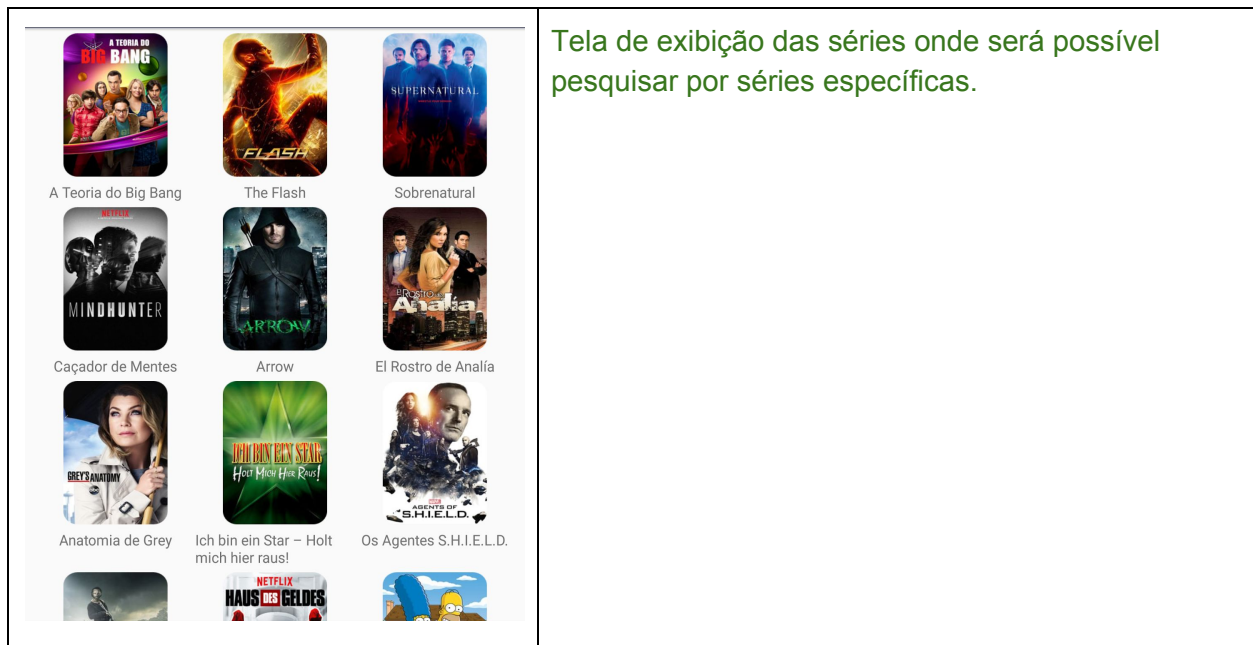 Tela de exibição das séries onde será possível
pesquisar por séries específicas.
A TEORIA DO
BIG BANG
FLASH
SUPERNATURAL
A Teoria do Big Bang
The Flash
Sobrenatural
NETFLIX
MINDHUNTER
ARROW
EL ROSTRO DE
Analía
Caçador de Mentes
Arrow
El Rostro de Analía
GREY'S ANATOMY
abc
ICH BIN EIN STAR
HOLT MICH HIER RAUS!
MARVEL
AGENTS OF
S.H.I.E.L.D.
Anatomia de Grey
Ich bin ein Star – Holt
mich hier raus!
Os Agentes S.H.I.E.L.D.
NETFLIX
HAUS DES GELDES